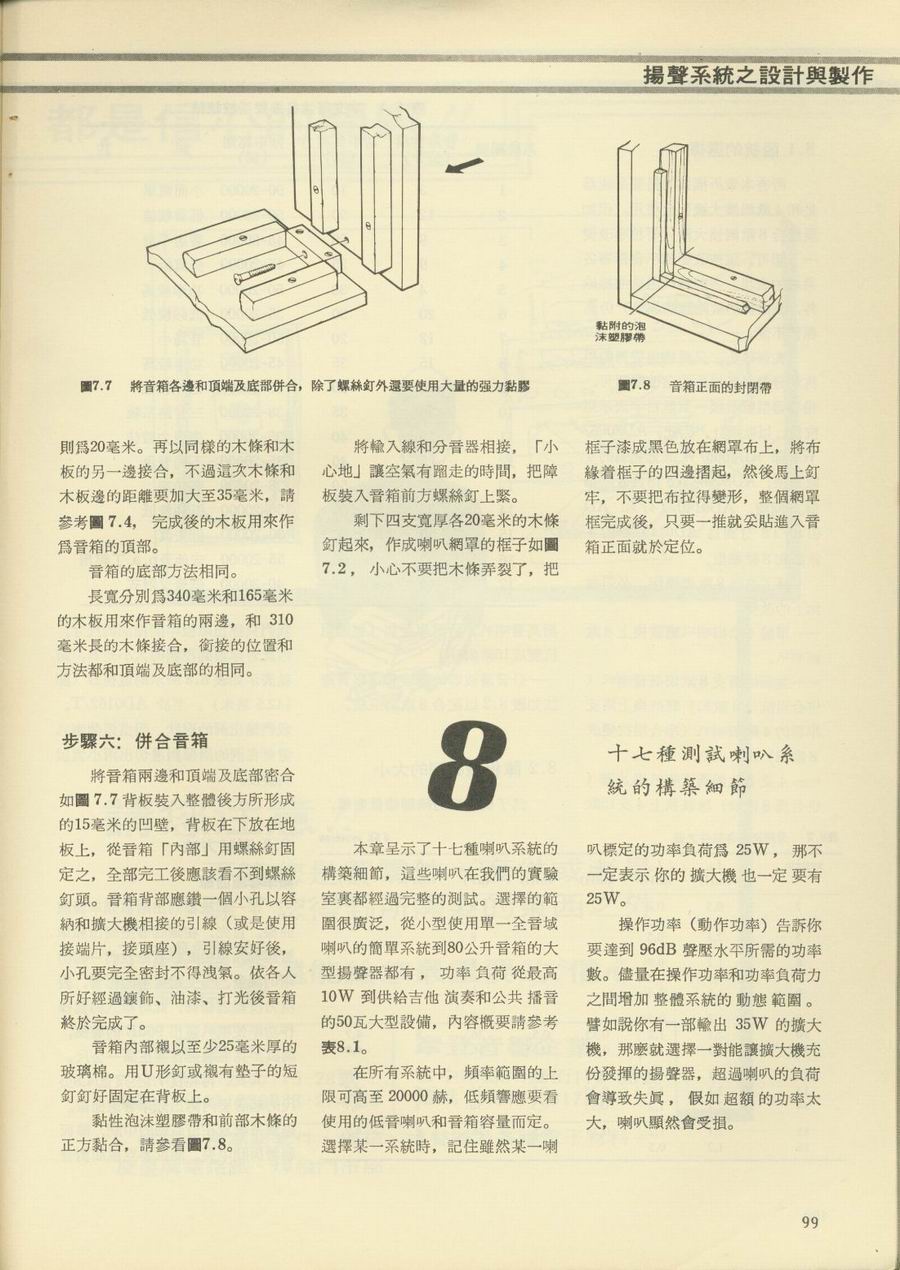 揚聲系統之設計與製作
黏附的泡
沫塑膠帶
圖7.7 將音箱各邊和頂端及底部併合，除了螺絲釘外還要使用大量的强力黏膠
圖7.8 音箱正面的封閉帶
則爲20毫米。再以同樣的木條和木
板的另一邊接合，不過這次木條和
木板邊的距離要加大至35毫米，請
參考圖 7.4， 完成後的木板用來作
爲音箱的頂部。
音箱的底部方法相同。
長寬分別爲340毫米和165毫米
的木板用來作音箱的兩邊，和 310
毫米長的木條接合，銜接的位置和
方法都和頂端及底部的相同。
步驟六：併合音箱
將音箱兩邊和頂端及底部密合
如圖 7.7 背板裝入整體後方所形成
的15毫米的凹壁，背板在下放在地
板上，從音箱「內部」用螺絲釘固
定之，全部完工後應該看不到螺絲
釘頭。音箱背部應鑽一個小孔以容
納和擴大機相接的引線（或是使用
接端片，接頭座），引線安好後，
小孔要完全密封不得洩氣。依各人
所好經過鑲飾、油漆、打光後音箱
終於完成了。
音箱內部襯以至少25毫米厚的
玻璃棉。用U形釘或襯有墊子的短
釘釘好固定在背板上。
黏性泡沫塑膠帶和前部木條的
正方黏合，請參看圖7.8。
將輸入線和分音器相接，「小
心地」讓空氣有蹓走的時間，把障
板裝入音箱前方螺絲釘上緊。
剩下四支寬厚各20毫米的木條
釘起來，作成喇叭網罩的框子如圖
7.2， 小心不要把木條弄裂了，把
框子漆成黑色放在網罩布上，將布
緣着框子的四邊摺起，然後馬上釘
牢，不要把布拉得變形，整個網罩
框完成後，只要一推就妥貼進入音
箱正面就於定位。
8
十七種測試喇叭系
統的構築細節
本章呈示了十七種喇叭系統的
構築細節，這些喇叭在我們的實驗
室裏都經過完整的測試。選擇的範
圍很廣泛，從小型使用單一全音域
喇叭的簡單系統到80公升音箱的大
型揚聲器都有， 功率 負荷 從最高
10W 到供給吉他 演奏和公共 播音
的50瓦大型設備，內容概要請參考
表8.1。
在所有系統中，頻率範圍的上
限可高至 20000 赫，低頻響應要看
使用的低音喇叭和音箱容量而定。
選擇某一系統時，記住雖然某一喇
叭標定的功率負荷爲 25W， 那不
一定表示 你的 擴大機 也一定 要有
25W。
操作功率（動作功率）告訴你
要達到 96dB 聲壓水平所需的功率
數。儘量在操作功率和功率負荷力
之間增加 整體系統的 動態 範圍 。
譬如說你有一部輸出 35W 的擴大
機，那麽就選擇一對能讓擴大機充
份發揮的揚聲器，超過喇叭的負荷
會導致失眞， 假如 超額 的功率太
大，喇叭顯然會受損。
99